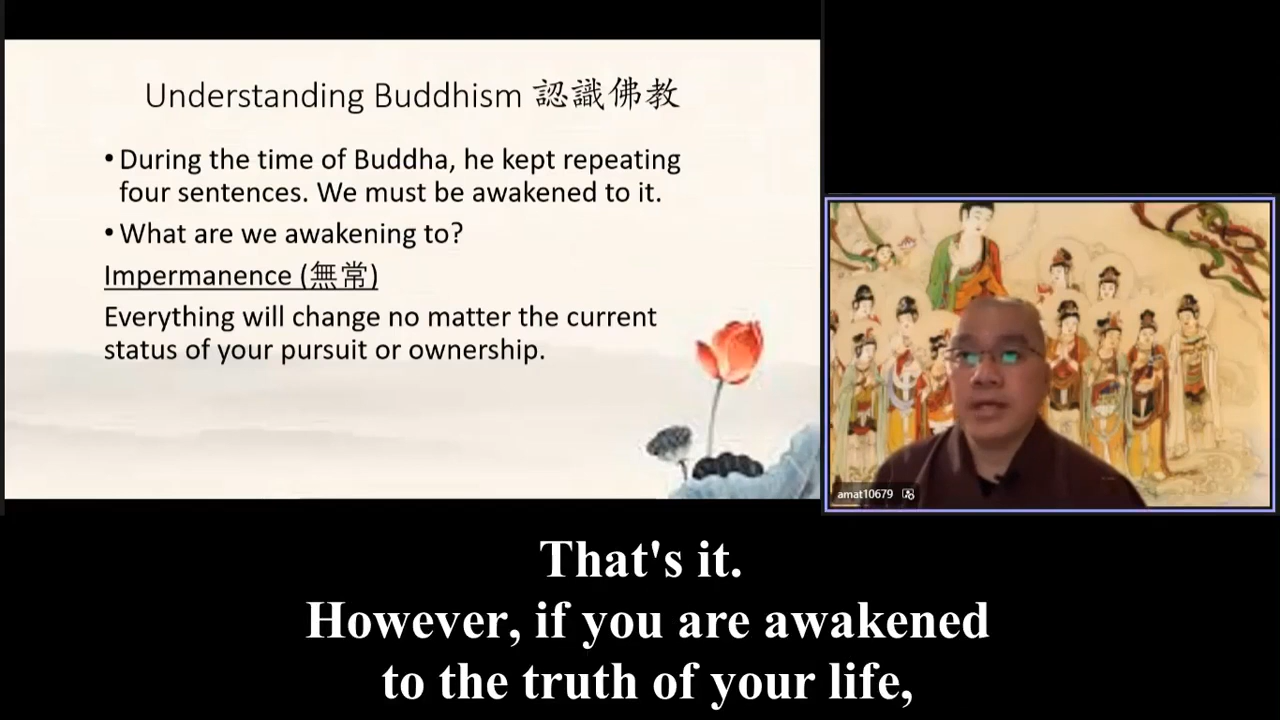 Understanding Buddhism 認識佛教
• During the time of Buddha, he kept repeating
four sentences. We must be awakened to it.
• What are we awakening to?
Impermanence (無常)
Everything will change no matter the current
status of your pursuit or ownership.
amat10679
That's it.
However, if you are awakened
to the truth of your life,